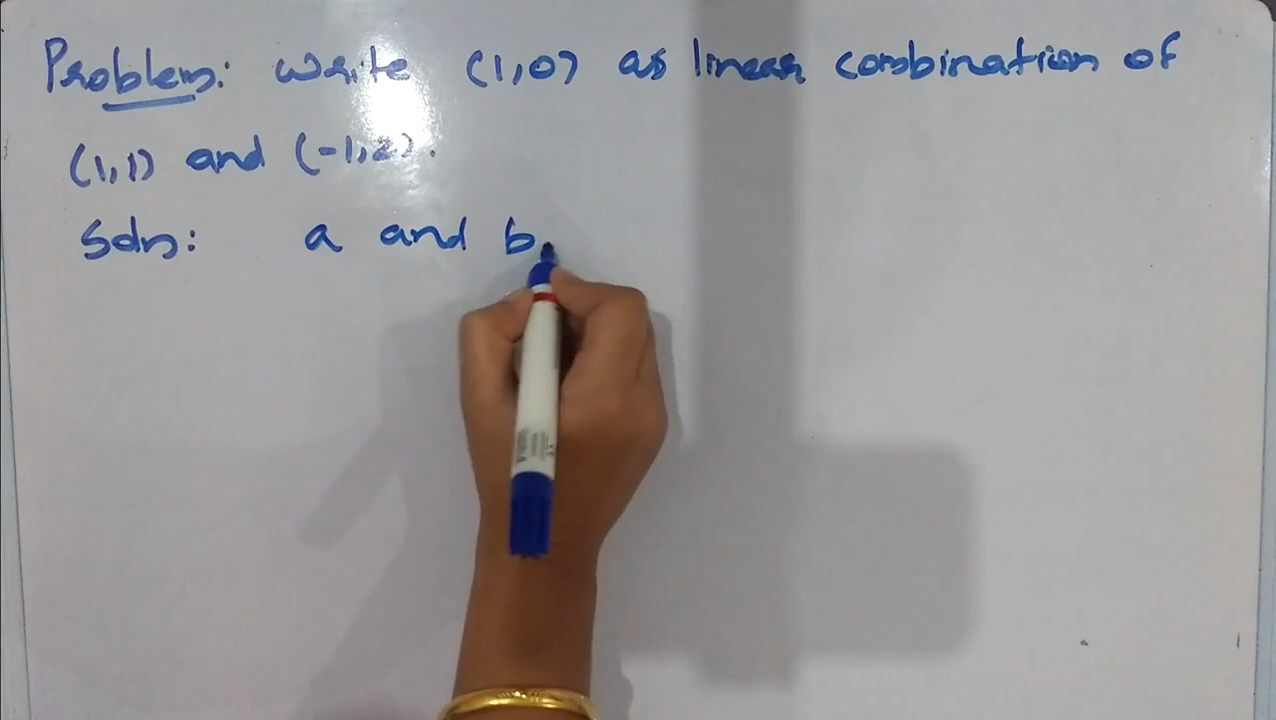 Problem: Write (1,0) as linear combination of
(1,1) and (-1,2).
Soln: a and b